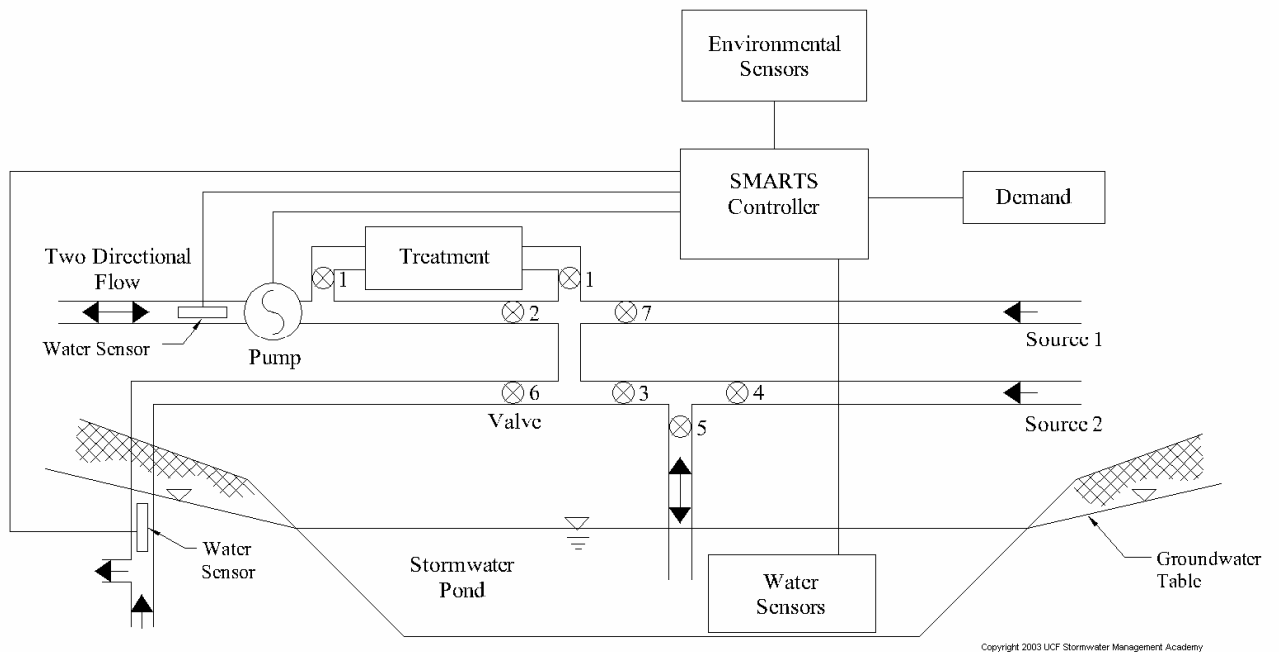 Environmental
Sensors
SMARTS
Controller
Demand
Two Directional
Flow
Treatment
1
1
2
7
Water Sensor
Pump
Source 1
6
3
4
Valve
5
Source 2
Water
Sensor
Stormwater
Pond
Water
Sensors
Groundwater
Table
Copyright 2003 UCF Stormwater Management Academy